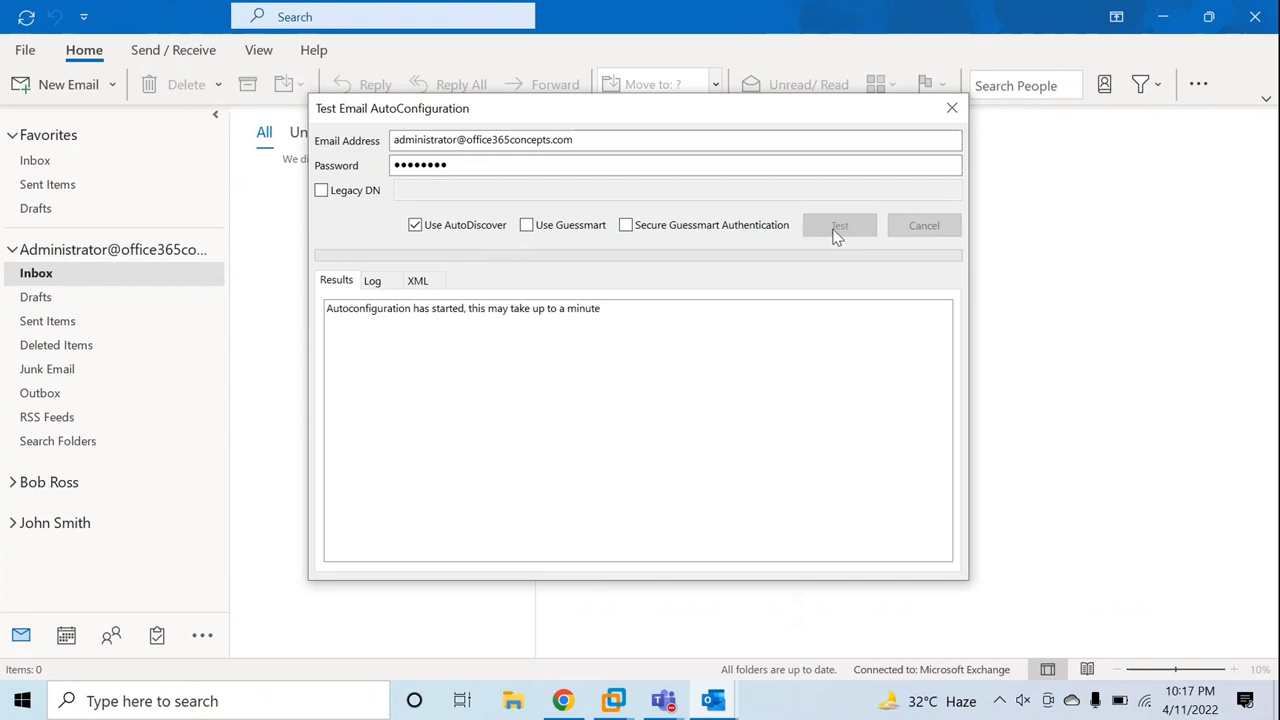 Search
File Home Send / Receive View Help
New Email Delete Reply Reply All Forward Move to: ? Unread/ Read Search People
Test Email AutoConfiguration
Favorites
Inbox
Sent Items
Drafts
Administrator@office365co...
Inbox
Drafts
Sent Items
Deleted Items
Junk Email
Outbox
RSS Feeds
Search Folders
Bob Ross
John Smith
All Un
We di
Email Address administrator@office365concepts.com
Password ••••••••
Legacy DN
Use AutoDiscover Use Guessmart Secure Guessmart Authentication Test Cancel
Results Log XML
Autoconfiguration has started, this may take up to a minute
Items: 0 All folders are up to date. Connected to: Microsoft Exchange 10%
Type here to search 32°C Haze 10:17 PM
4/11/2022